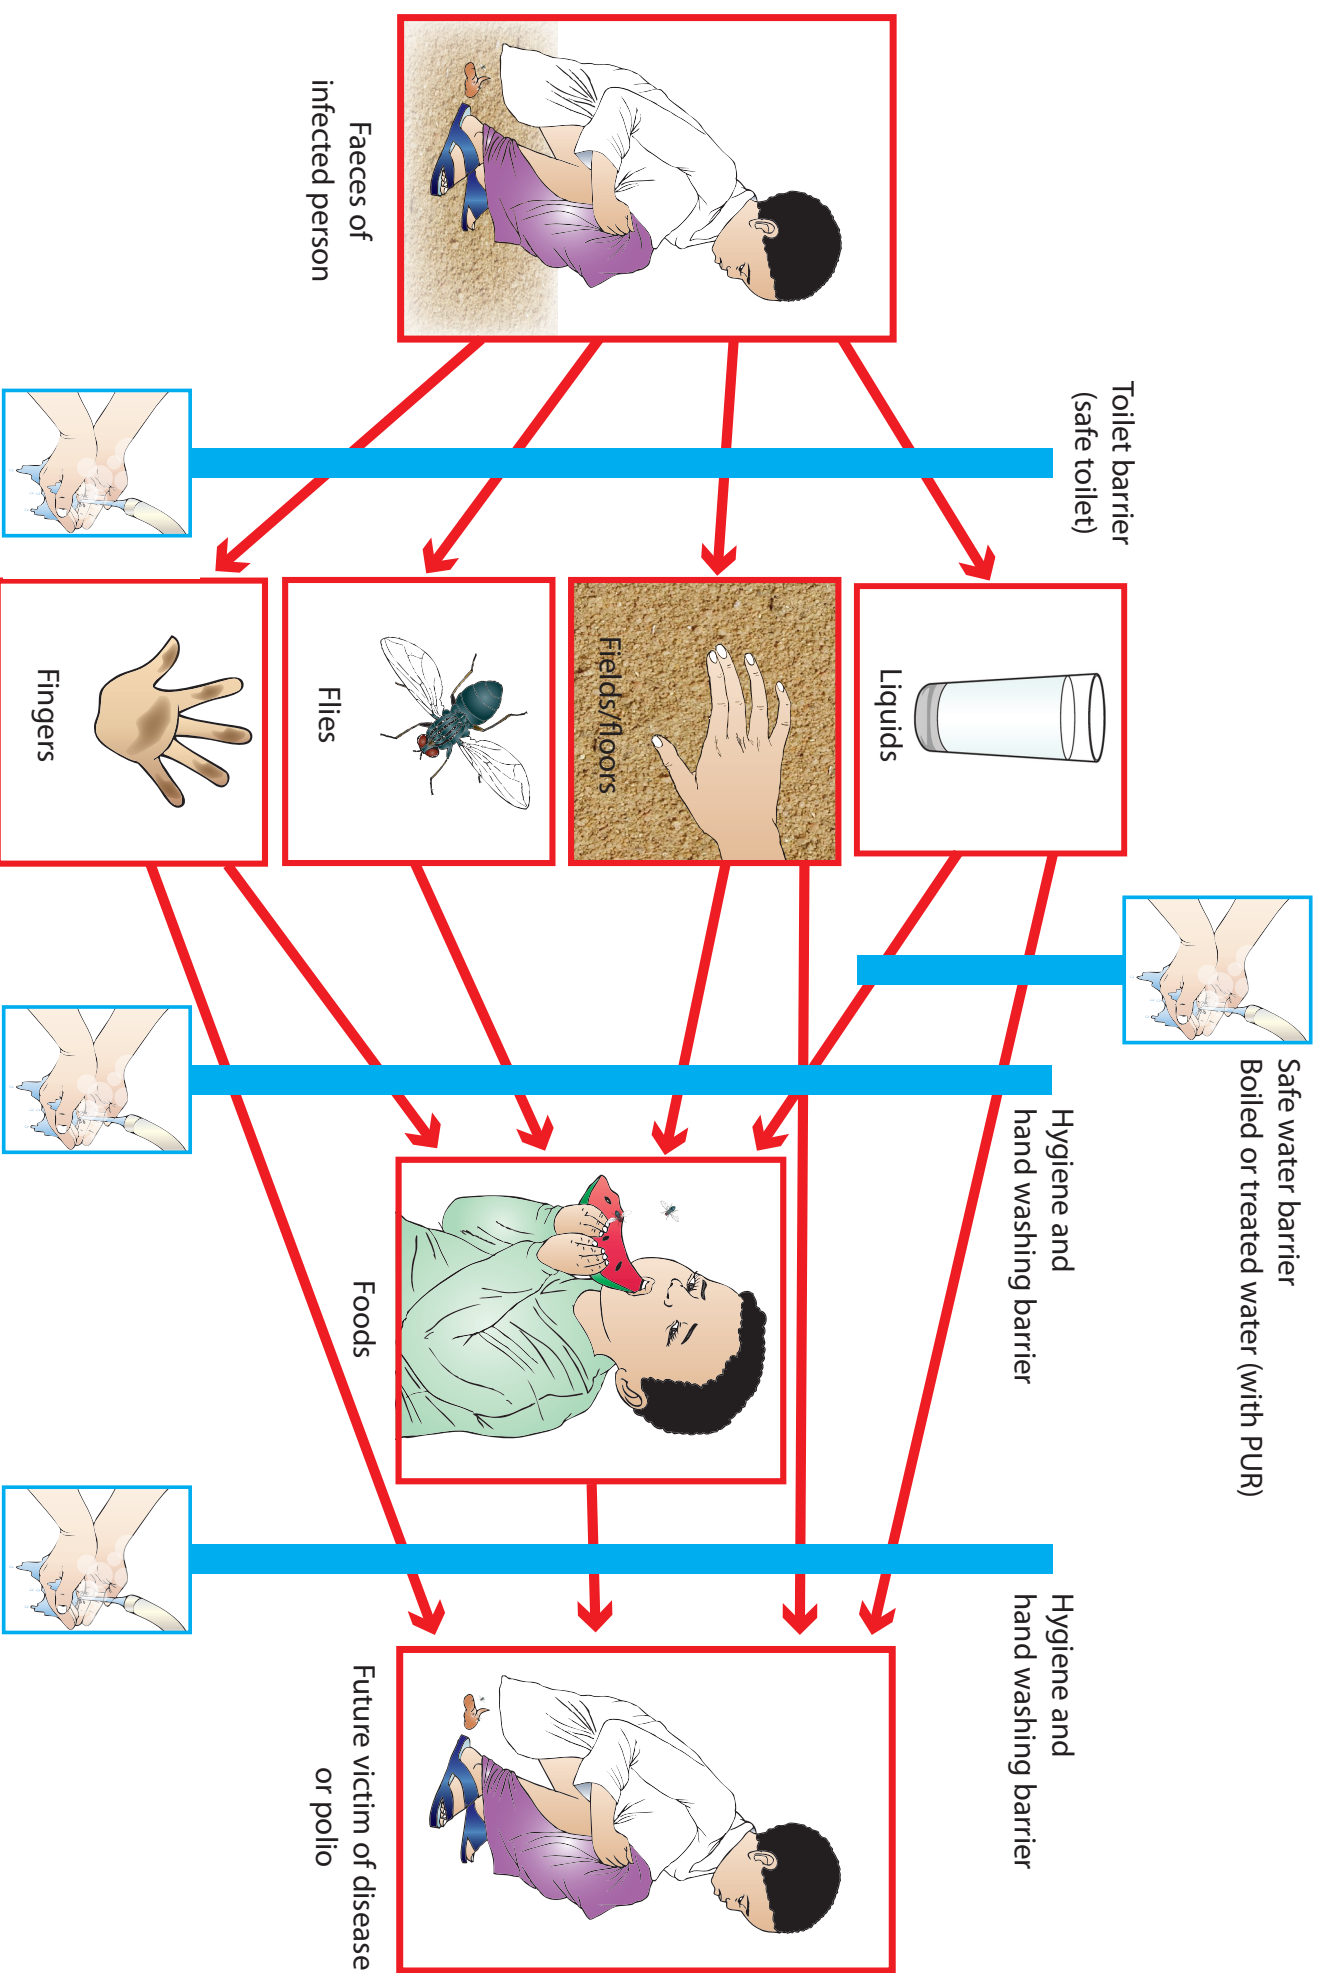 Safe water barrier
Boiled or treated water (with PUR)
Toilet barrier
(safe toilet)
Hygiene and
hand washing barrier
Hygiene and
hand washing barrier
Liquids
Fields/floors
Flies
Fingers
Faeces of
infected person
Foods
Future victim of disease
or polio